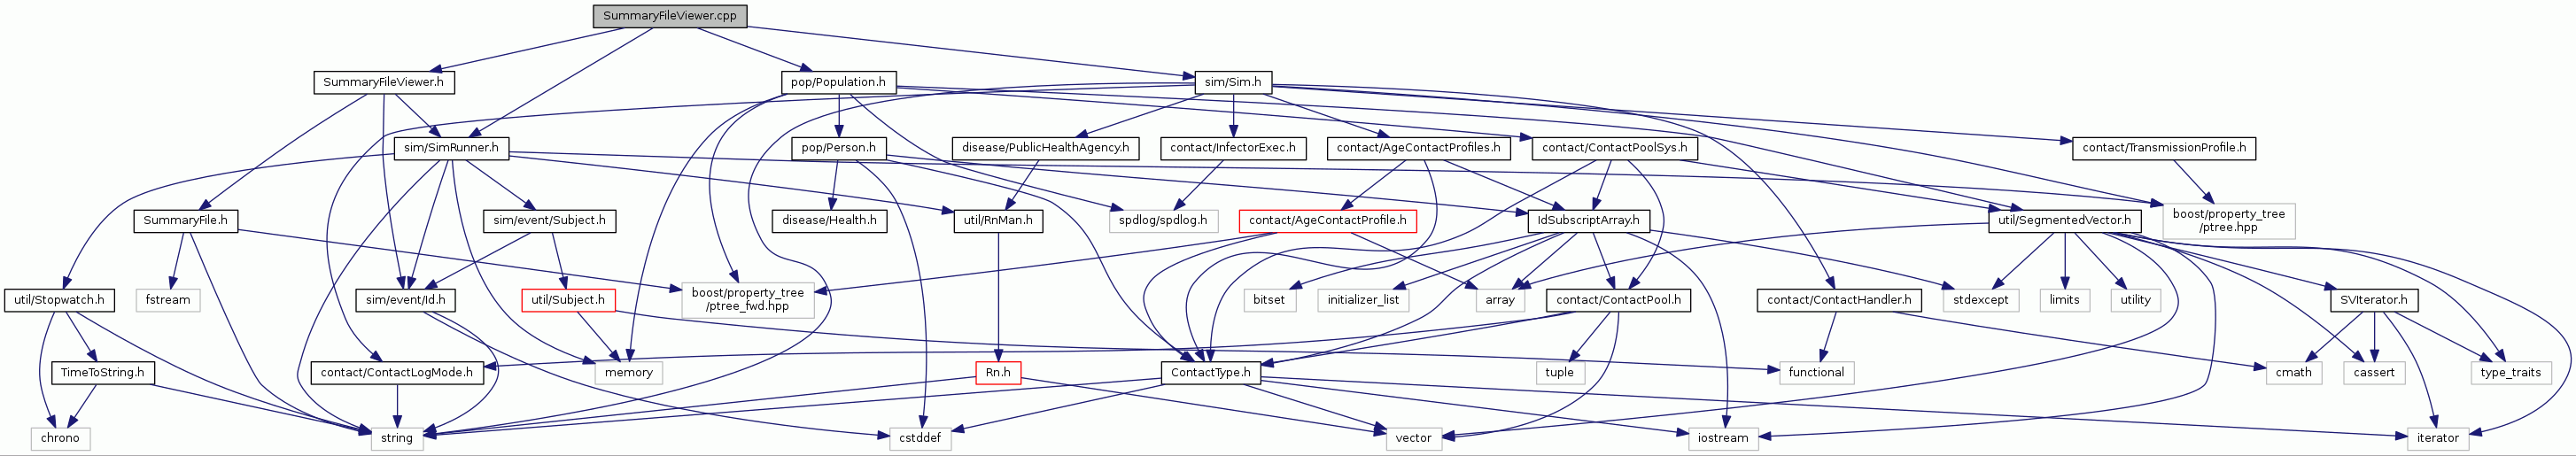 SummaryFileViewer.cpp
SummaryFileViewer.h
pop/Population.h
sim/Sim.h
sim/SimRunner.h
pop/Person.h
disease/PublicHealthAgency.h
contact/InfectorExec.h
contact/AgeContactProfiles.h
contact/ContactPoolSys.h
contact/TransmissionProfile.h
SummaryFile.h
sim/event/Subject.h
disease/Health.h
util/RnMan.h
spdlog/spdlog.h
contact/AgeContactProfile.h
IdSubscriptArray.h
util/SegmentedVector.h
boost/property_tree
/ptree.hpp
util/Stopwatch.h
fstream
sim/event/Id.h
util/Subject.h
boost/property_tree
/ptree_fwd.hpp
bitset
initializer_list
array
contact/ContactPool.h
contact/ContactHandler.h
stdexcept
limits
utility
SVIterator.h
TimeToString.h
contact/ContactLogMode.h
memory
Rn.h
ContactType.h
tuple
functional
cmath
cassert
type_traits
chrono
string
cstddef
vector
iostream
iterator